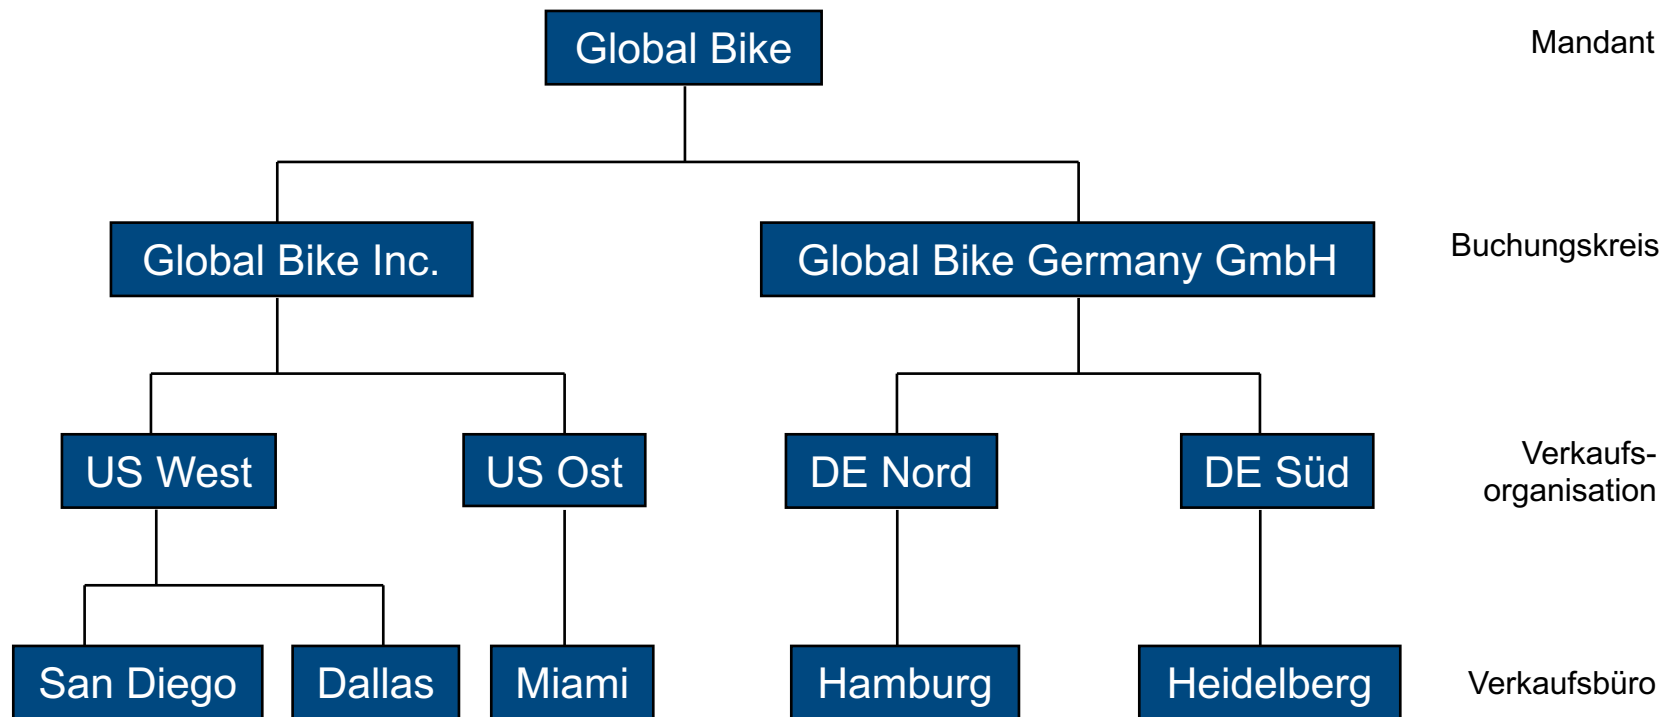 Global Bike
Mandant
Global Bike Inc.
Global Bike Germany GmbH
Buchungskreis
US West
US Ost
DE Nord
DE Süd
Verkaufs-
organisation
San Diego
Dallas
Miami
Hamburg
Heidelberg
Verkaufsbüro